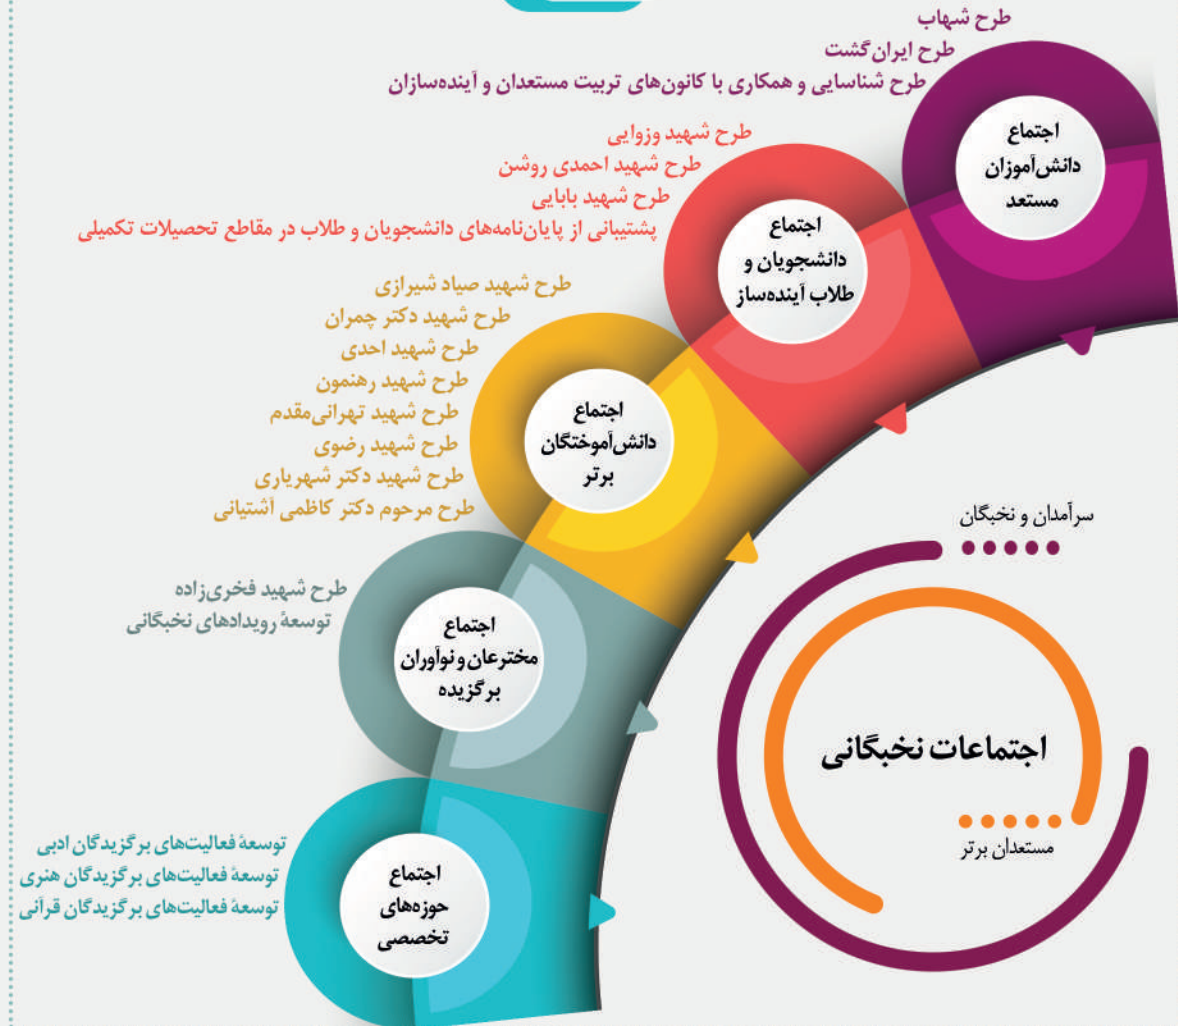 طرح شهاب
طرح ایران‌گشت
طرح شناسایی و همکاری با کانون‌های تربیت مستعدان و آینده‌سازان
اجتماع
دانش‌آموزان
مستعد
طرح شهید وزوایی
طرح شهید احمدی روشن
طرح شهید بابایی
پشتیبانی از پایان‌نامه‌های دانشجویان و طلاب در مقاطع تحصیلات تکمیلی
اجتماع
دانشجویان و
طلاب آینده‌ساز
طرح شهید صیاد شیرازی
طرح شهید دکتر چمران
طرح شهید احدی
طرح شهید رهنمون
طرح شهید تهرانی‌مقدم
طرح شهید رضوی
طرح شهید دکتر شهریاری
طرح مرحوم دکتر کاظمی آشتیانی
اجتماع
دانش‌آموختگان
برتر
طرح شهید فخری‌زاده
توسعهٔ رویدادهای نخبگانی
اجتماع
مخترعان و نوآوران
برگزیده
توسعهٔ فعالیت‌های برگزیدگان ادبی
توسعهٔ فعالیت‌های برگزیدگان هنری
توسعهٔ فعالیت‌های برگزیدگان قرآنی
اجتماع
حوزه‌های
تخصصی
سرآمدان و نخبگان
اجتماعات نخبگانی
مستعدان برتر